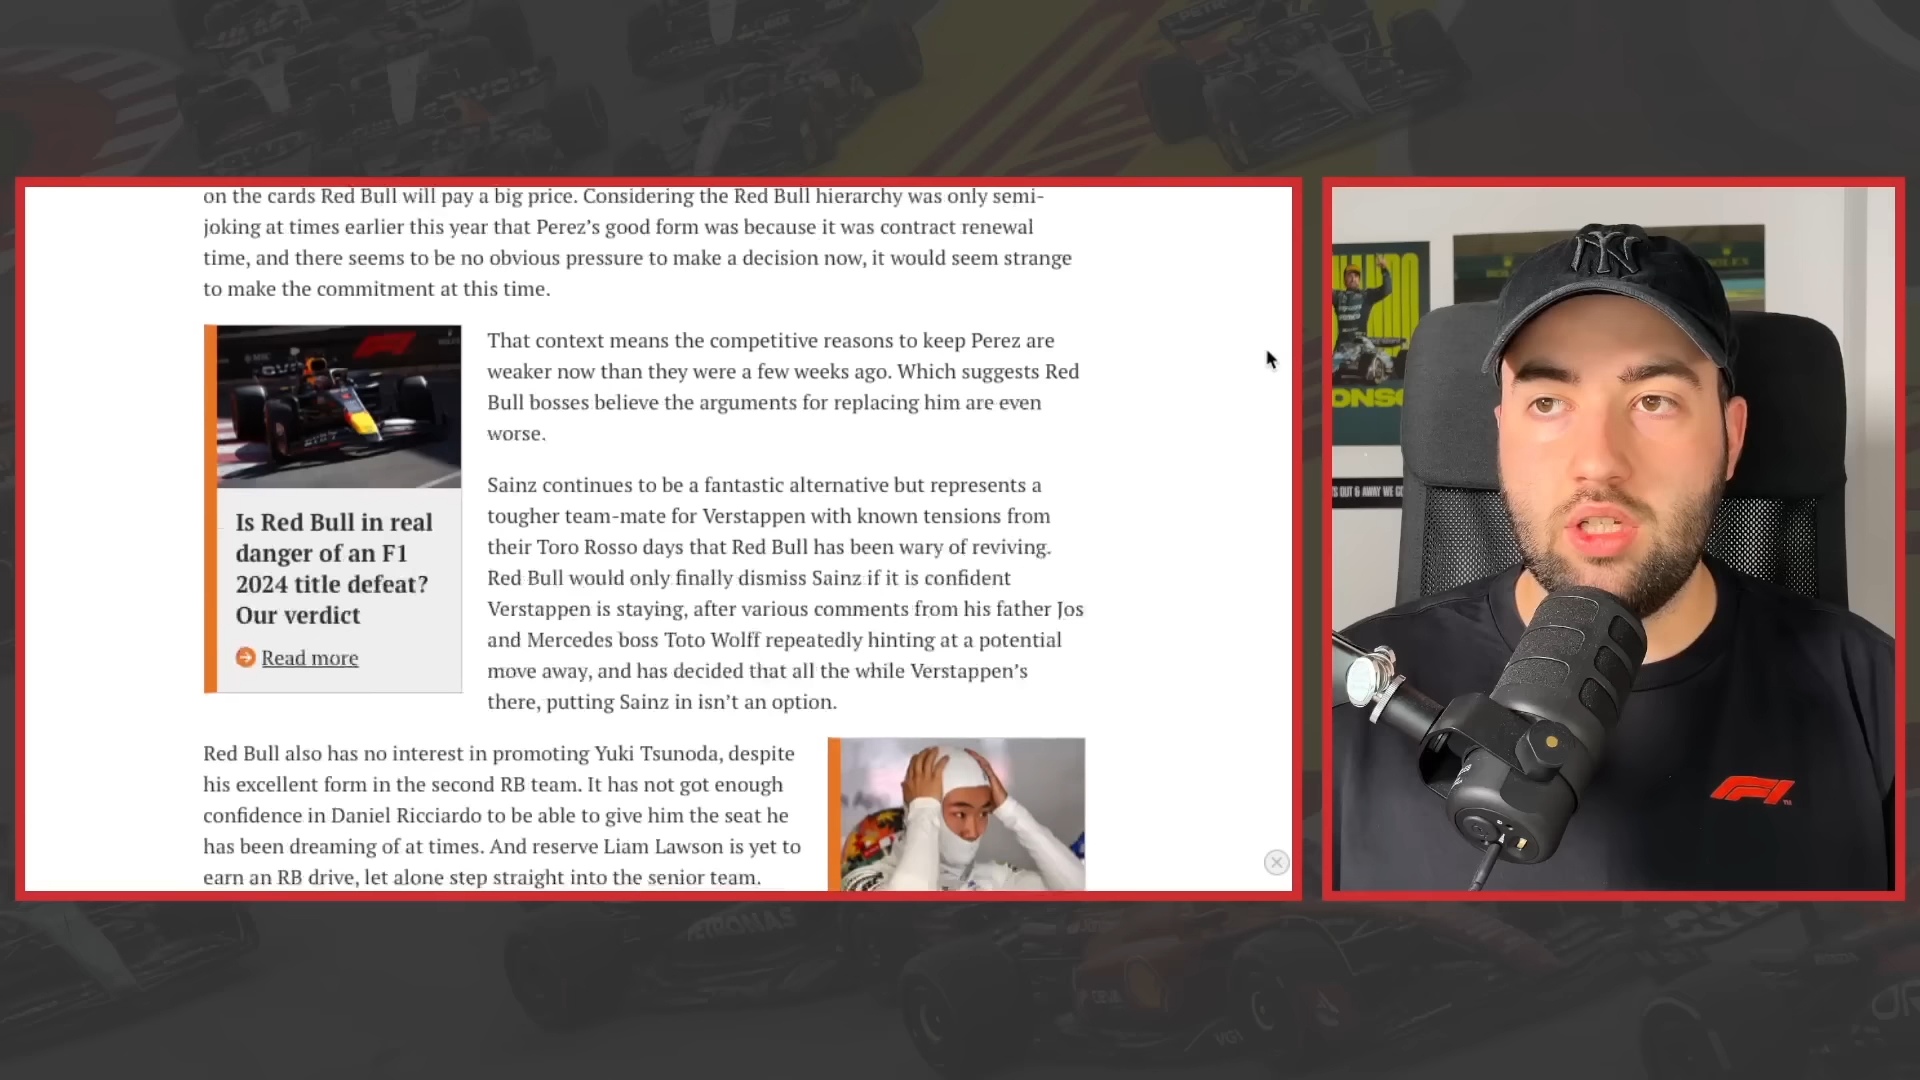 on the cards Red Bull will pay a big price. Considering the Red Bull hierarchy was only semi-
joking at times earlier this year that Perez’s good form was because it was contract renewal
time, and there seems to be no obvious pressure to make a decision now, it would seem strange
to make the commitment at this time.
That context means the competitive reasons to keep Perez are
weaker now than they were a few weeks ago. Which suggests Red
Bull bosses believe the arguments for replacing him are even
worse.
Is Red Bull in real
danger of an F1
2024 title defeat?
Our verdict
Read more
Sainz continues to be a fantastic alternative but represents a
tougher team-mate for Verstappen with known tensions from
their Toro Rosso days that Red Bull has been wary of reviving.
Red Bull would only finally dismiss Sainz if it is confident
Verstappen is staying, after various comments from his father Jos
and Mercedes boss Toto Wolff repeatedly hinting at a potential
move away, and has decided that all the while Verstappen’s
there, putting Sainz in isn’t an option.
Red Bull also has no interest in promoting Yuki Tsunoda, despite
his excellent form in the second RB team. It has not got enough
confidence in Daniel Ricciardo to be able to give him the seat he
has been dreaming of at times. And reserve Liam Lawson is yet to
earn an RB drive, let alone step straight into the senior team.
NY
F1
PETRONAS